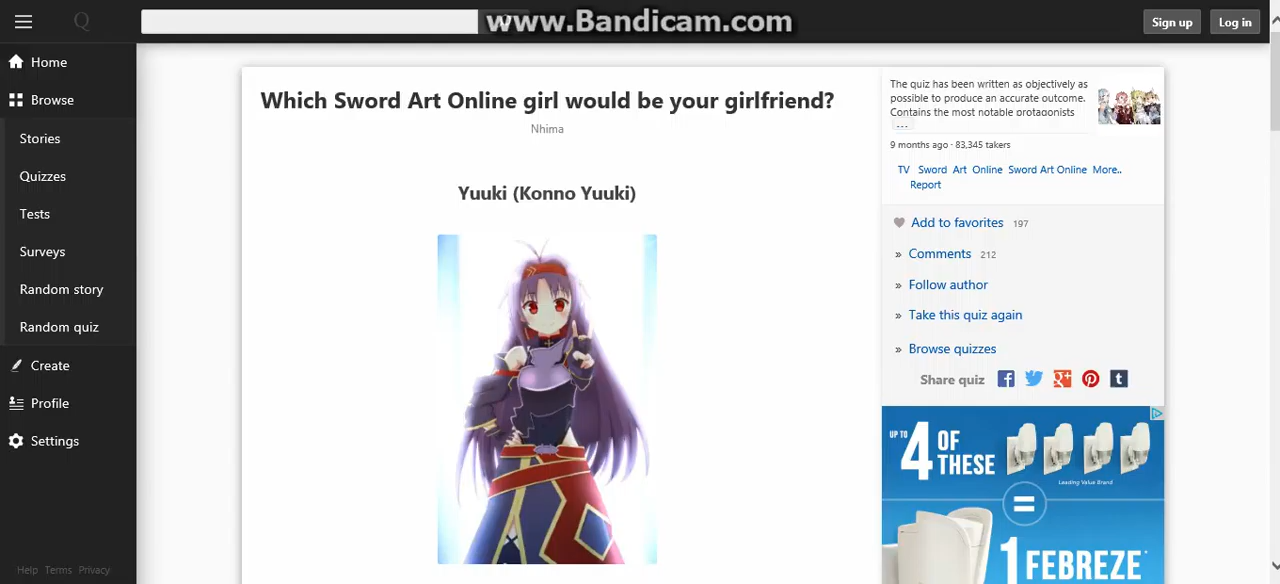 Q
www.Bandicam.com
Sign up
Log in
Home
Browse
Stories
Quizzes
Tests
Surveys
Random story
Random quiz
Create
Profile
Settings
Help Terms Privacy
Which Sword Art Online girl would be your girlfriend?
Nhima
Yuuki (Konno Yuuki)
The quiz has been written as objectively as
possible to produce an accurate outcome.
Contains the most notable protagonists
...
9 months ago · 83,345 takers
TV Sword Art Online Sword Art Online More..
Report
Add to favorites 197
» Comments 212
» Follow author
» Take this quiz again
» Browse quizzes
Share quiz
UP TO
4 OF
THESE
Leading Value Brand
=
1 FEBREZE*